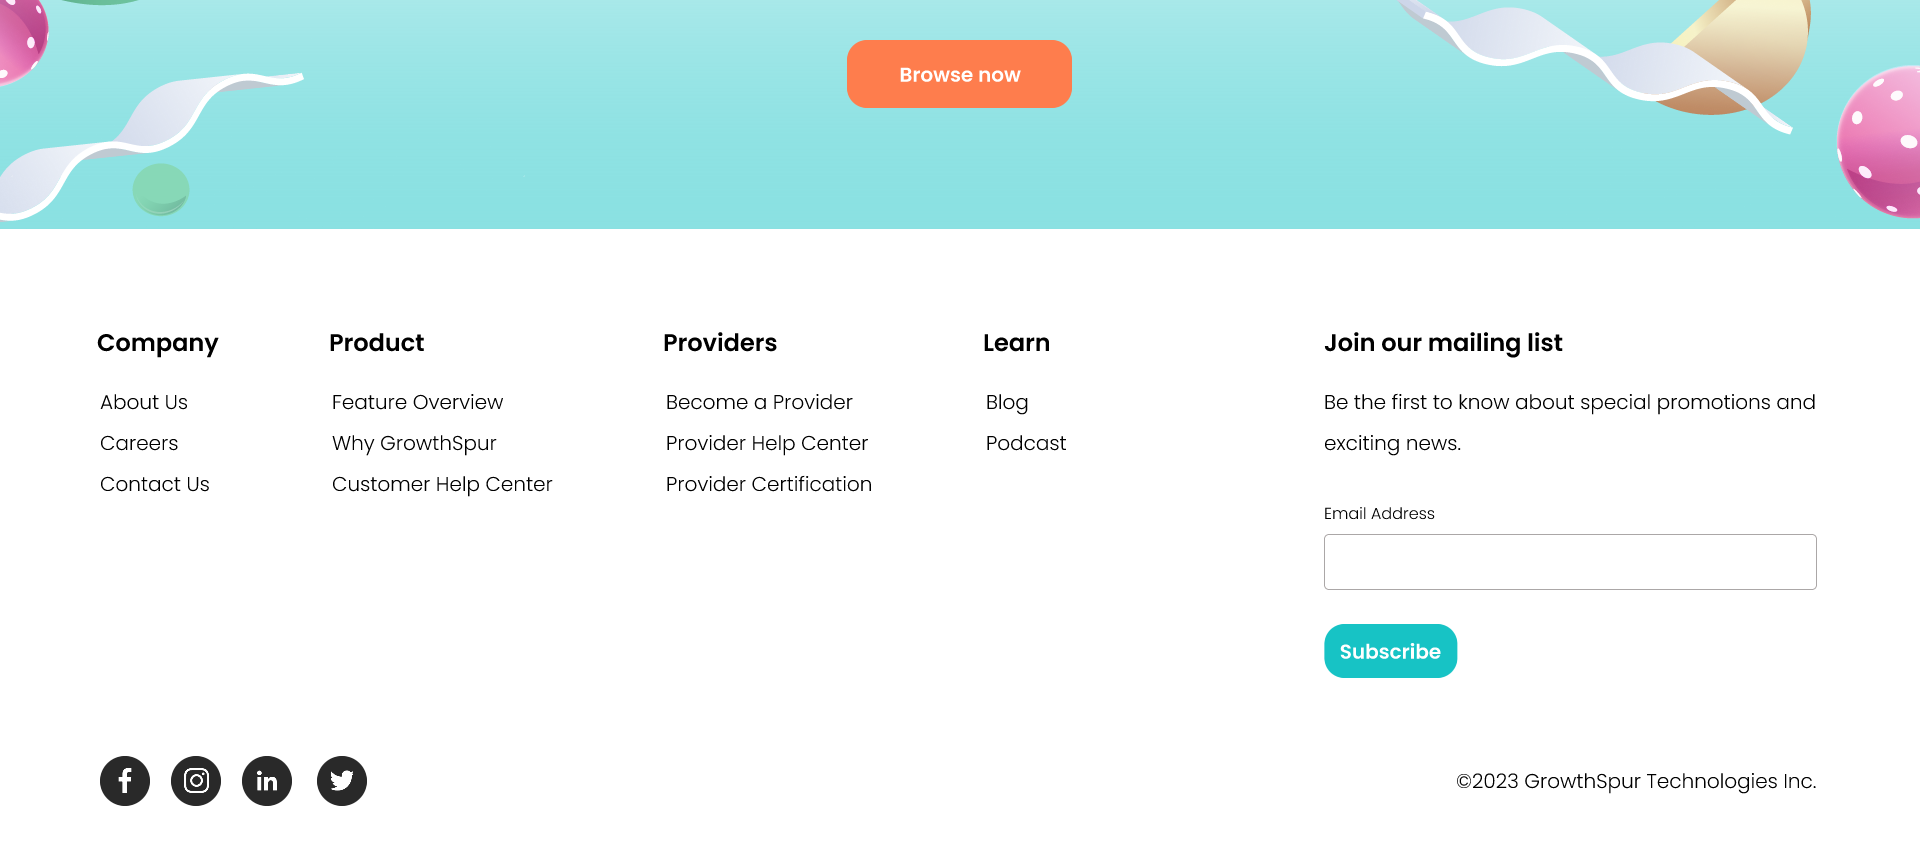 Browse now
Company
About Us
Careers
Contact Us
Product
Feature Overview
Why GrowthSpur
Customer Help Center
Providers
Become a Provider
Provider Help Center
Provider Certification
Learn
Blog
Podcast
Join our mailing list
Be the first to know about special promotions and
exciting news.
Email Address
Subscribe
©2023 GrowthSpur Technologies Inc.